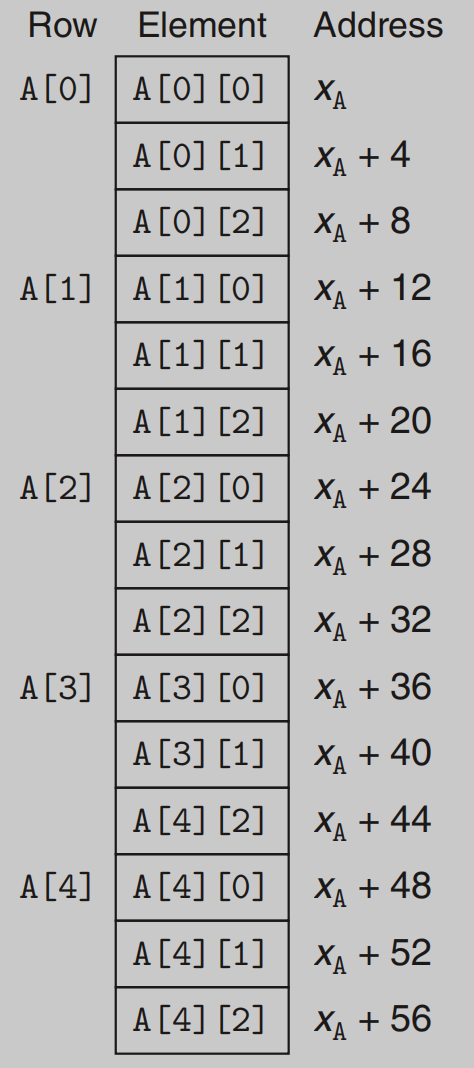 Row Element Address
A[0] A[0][0] xA
A[0][1] xA + 4
A[0][2] xA + 8
A[1] A[1][0] xA + 12
A[1][1] xA + 16
A[1][2] xA + 20
A[2] A[2][0] xA + 24
A[2][1] xA + 28
A[2][2] xA + 32
A[3] A[3][0] xA + 36
A[3][1] xA + 40
A[4][2] xA + 44
A[4] A[4][0] xA + 48
A[4][1] xA + 52
A[4][2] xA + 56